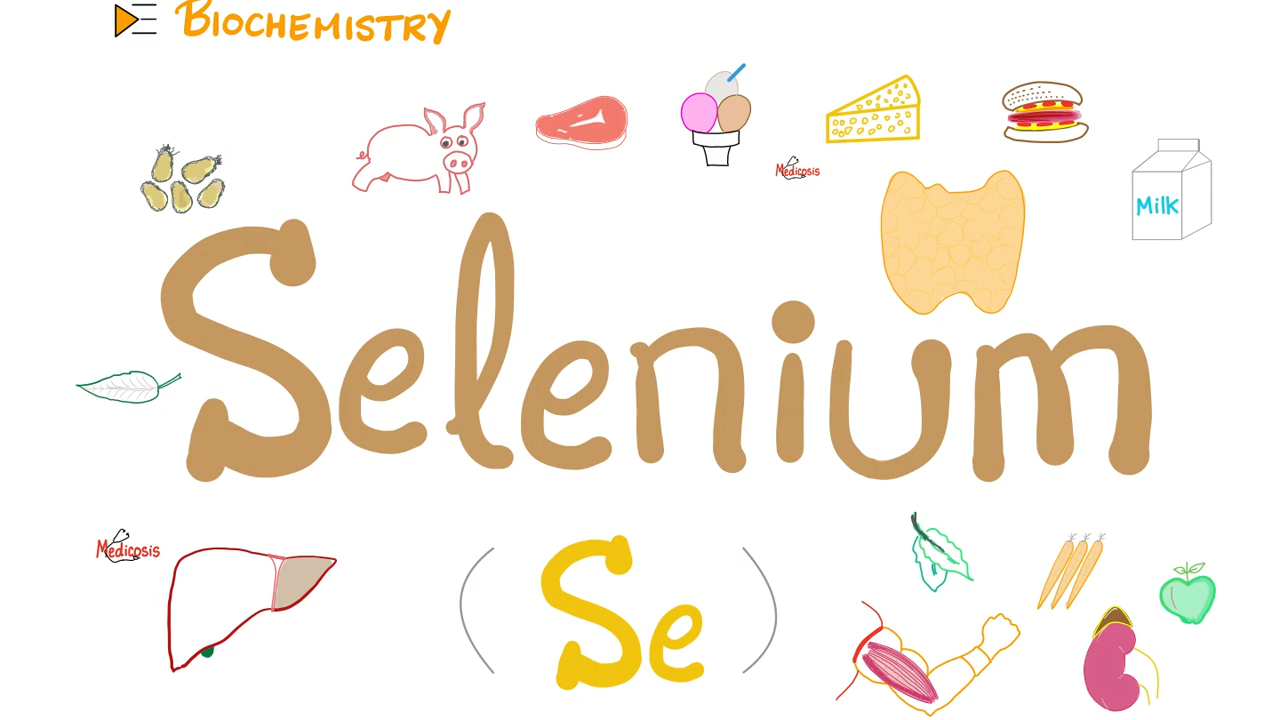 BIOCHEMISTRY
Medicosis
Milk
Selenium
Medicosis
(Se)